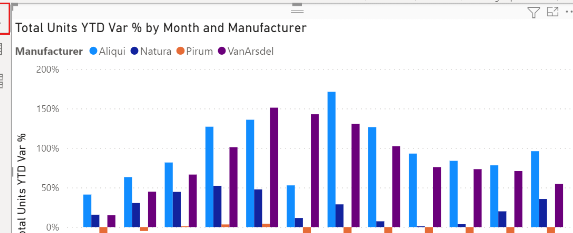 Total Units YTD Var % by Month and Manufacturer
Manufacturer Aliqui Natura Pirum VanArsdel
200%
150%
100%
50%
0%
Total Units YTD Var %